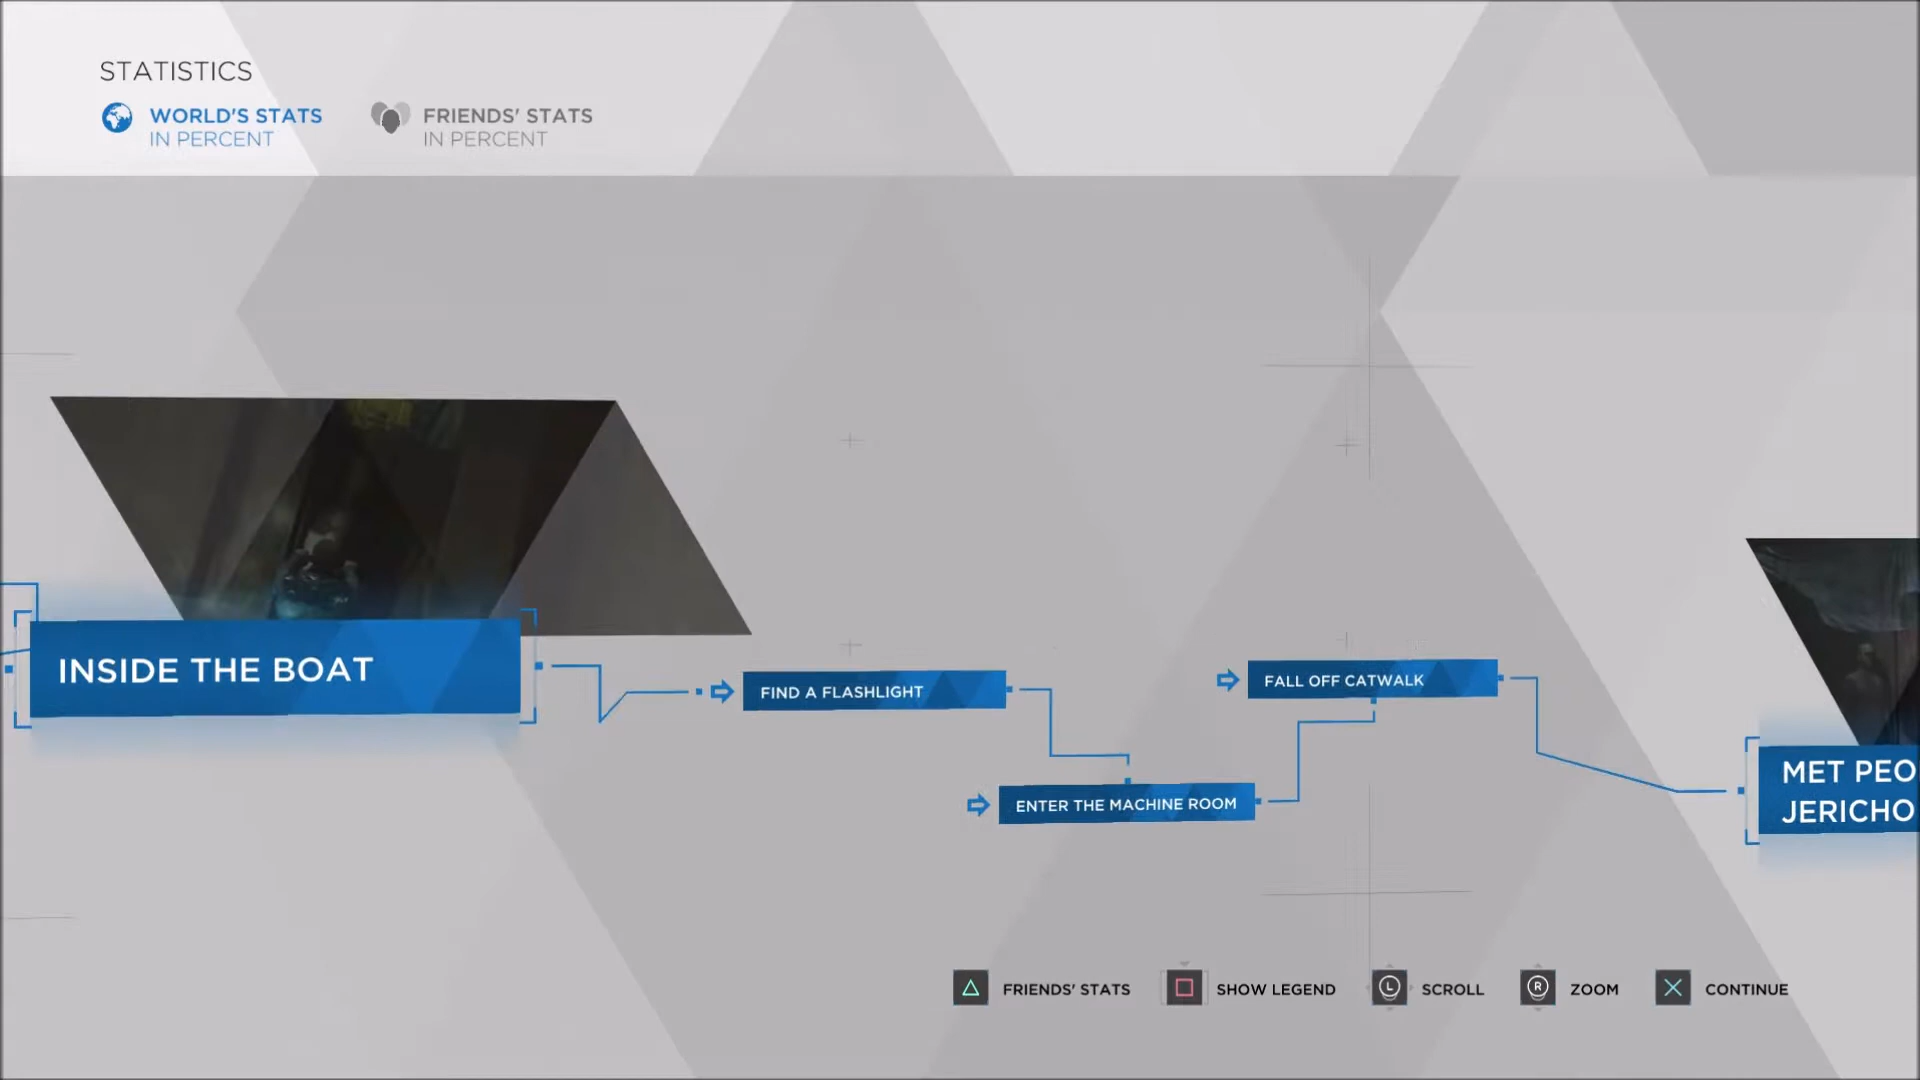 STATISTICS
WORLD'S STATS
IN PERCENT
FRIENDS' STATS
IN PERCENT
INSIDE THE BOAT
FIND A FLASHLIGHT
ENTER THE MACHINE ROOM
FALL OFF CATWALK
MET PEO
JERICHO
FRIENDS' STATS
SHOW LEGEND
L
SCROLL
R
ZOOM
CONTINUE